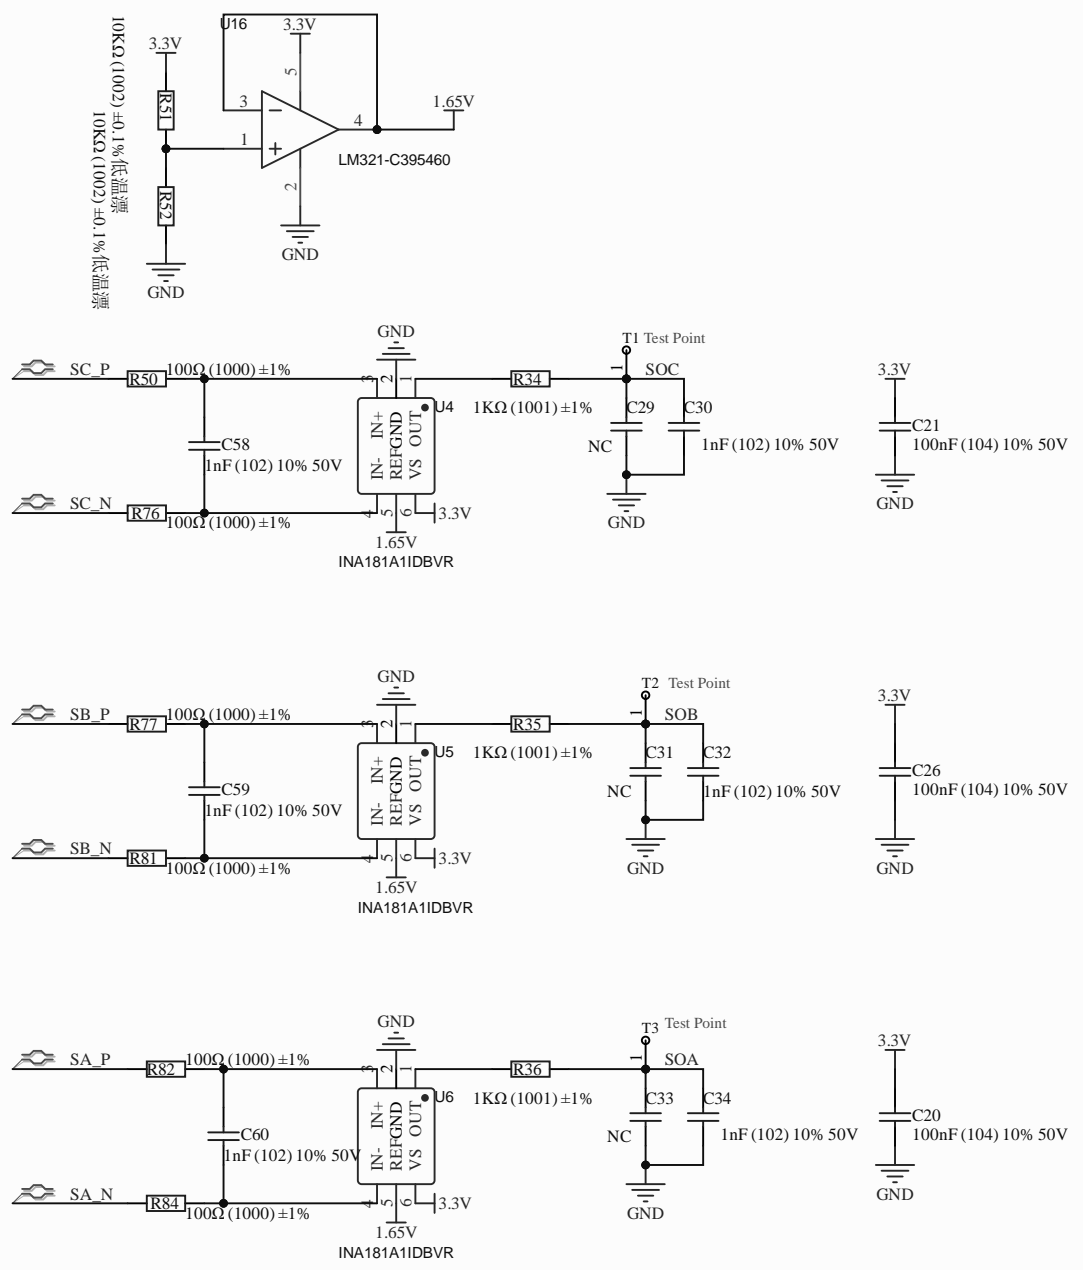 10KΩ (1002) ±0.1% 低温漂
10KΩ (1002) ±0.1% 低温漂
3.3V
R51
R52
GND
U16
3.3V
5
3
1
4
2
1.65V
LM321-C395460
GND
SC_P
R50
100Ω (1000) ±1%
C58
1nF (102) 10% 50V
SC_N
R76
100Ω (1000) ±1%
GND
3
2
1
U4
IN+
GND
OUT
IN-
REF
VS
4
5
6
3.3V
1.65V
INA181A1IDBVR
R34
1KΩ (1001) ±1%
T1
Test Point
1
SOC
C29
NC
C30
1nF (102) 10% 50V
GND
3.3V
C21
100nF (104) 10% 50V
GND
SB_P
R77
100Ω (1000) ±1%
C59
1nF (102) 10% 50V
SB_N
R81
100Ω (1000) ±1%
GND
3
2
1
U5
IN+
GND
OUT
IN-
REF
VS
4
5
6
3.3V
1.65V
INA181A1IDBVR
R35
1KΩ (1001) ±1%
T2
Test Point
1
SOB
C31
NC
C32
1nF (102) 10% 50V
GND
3.3V
C26
100nF (104) 10% 50V
GND
SA_P
R82
100Ω (1000) ±1%
C60
1nF (102) 10% 50V
SA_N
R84
100Ω (1000) ±1%
GND
3
2
1
U6
IN+
GND
OUT
IN-
REF
VS
4
5
6
3.3V
1.65V
INA181A1IDBVR
R36
1KΩ (1001) ±1%
T3
Test Point
1
SOA
C33
NC
C34
1nF (102) 10% 50V
GND
3.3V
C20
100nF (104) 10% 50V
GND